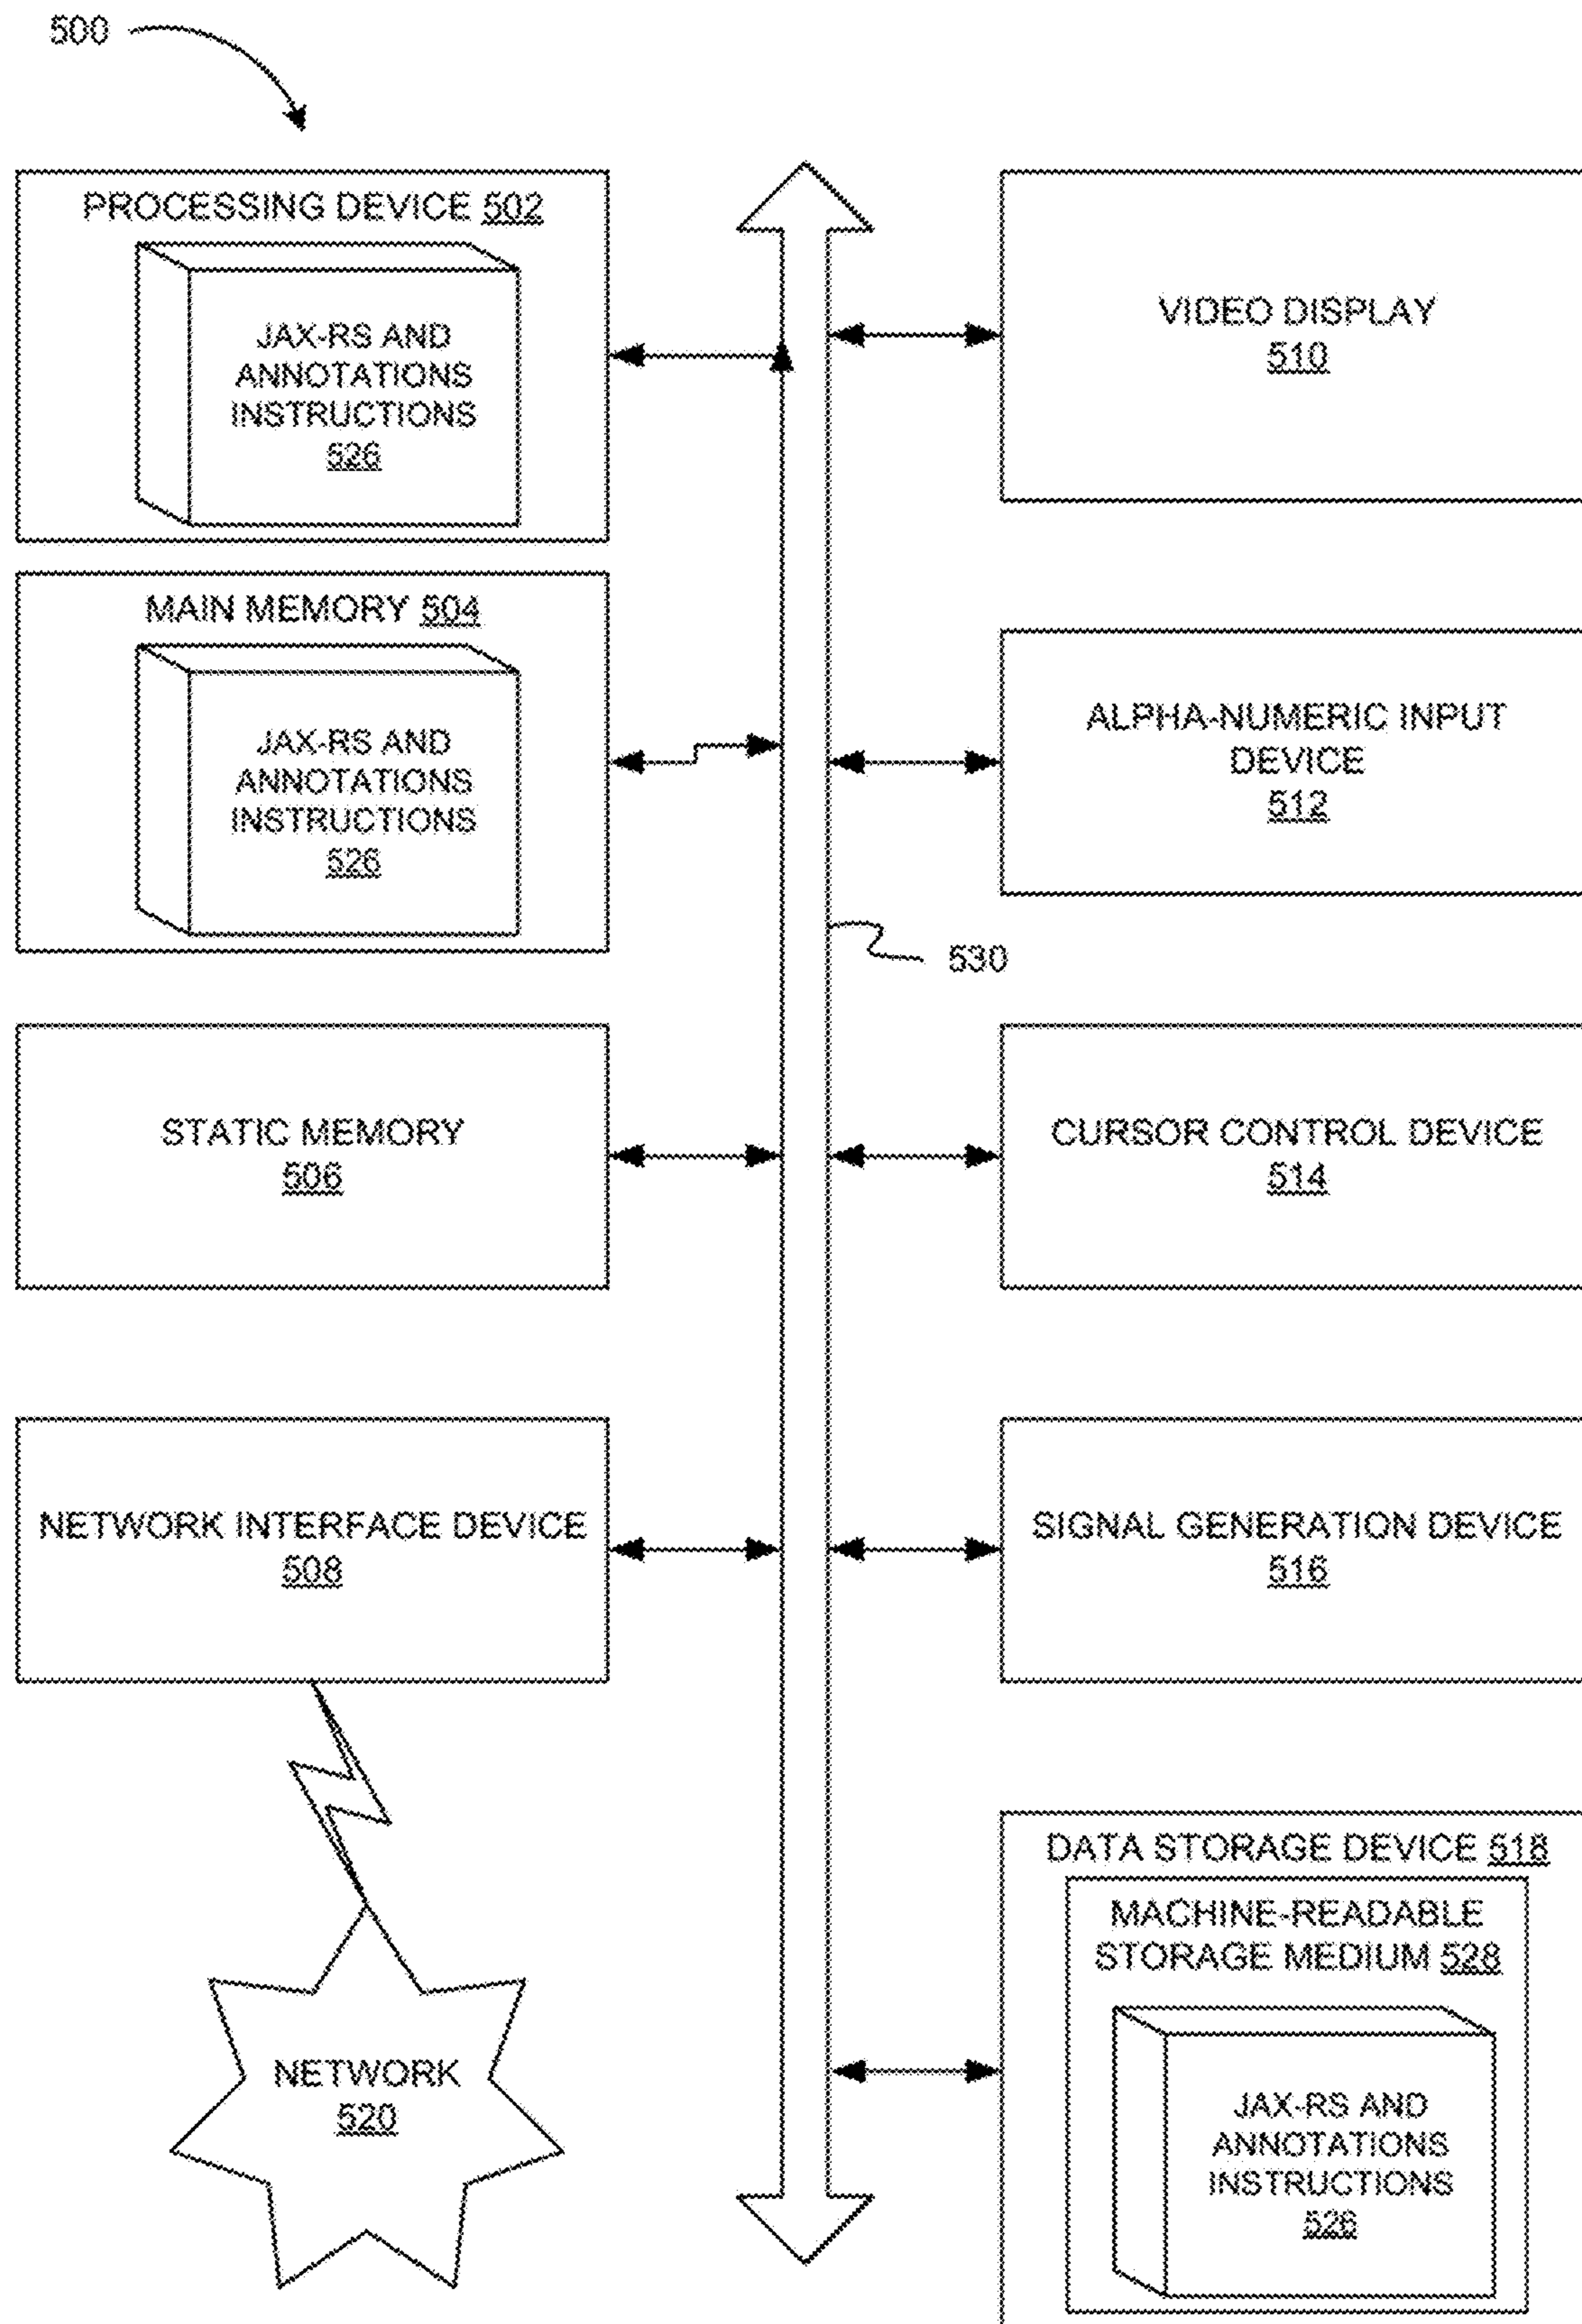 500
PROCESSING DEVICE 502
JAX-RS AND
ANNOTATIONS
INSTRUCTIONS
526
MAIN MEMORY 504
JAX-RS AND
ANNOTATIONS
INSTRUCTIONS
526
STATIC MEMORY
506
NETWORK INTERFACE DEVICE
508
NETWORK
520
VIDEO DISPLAY
510
ALPHA-NUMERIC INPUT
DEVICE
512
530
CURSOR CONTROL DEVICE
514
SIGNAL GENERATION DEVICE
516
DATA STORAGE DEVICE 518
MACHINE-READABLE
STORAGE MEDIUM 528
JAX-RS AND
ANNOTATIONS
INSTRUCTIONS
526